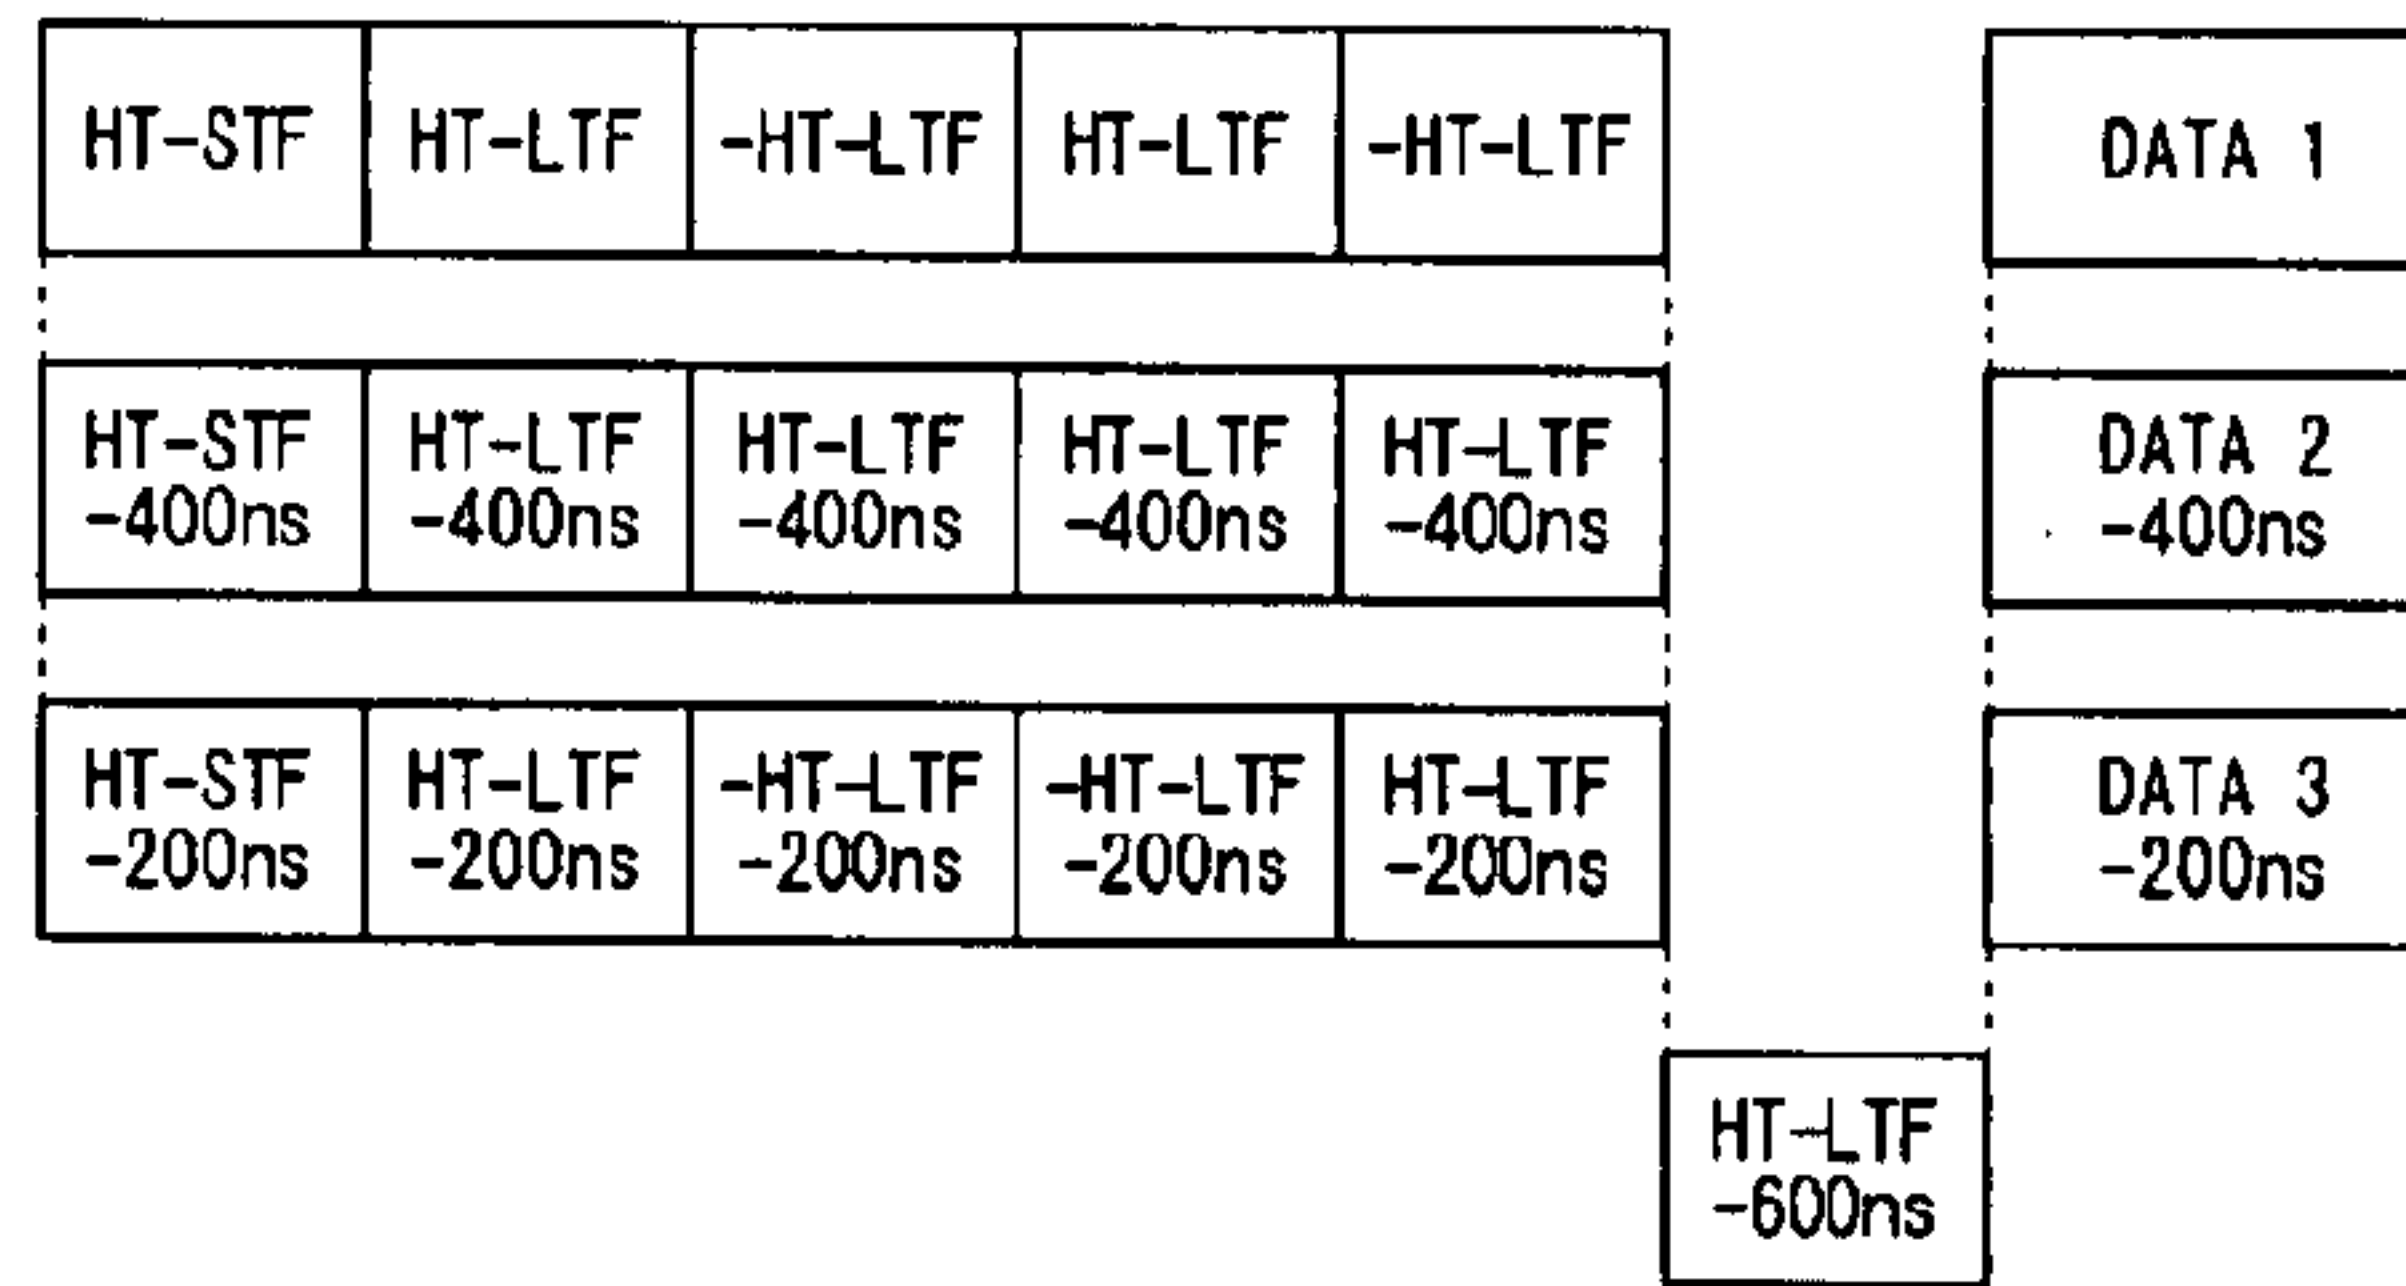 HT-STF HT-LTF -HT-LTF HT-LTF -HT-LTF DATA 1
HT-STF HT-LTF HT-LTF HT-LTF HT-LTF DATA 2
-400ns -400ns -400ns -400ns -400ns -400ns
HT-STF HT-LTF -HT-LTF -HT-LTF HT-LTF DATA 3
-200ns -200ns -200ns -200ns -200ns -200ns
HT-LTF
-600ns